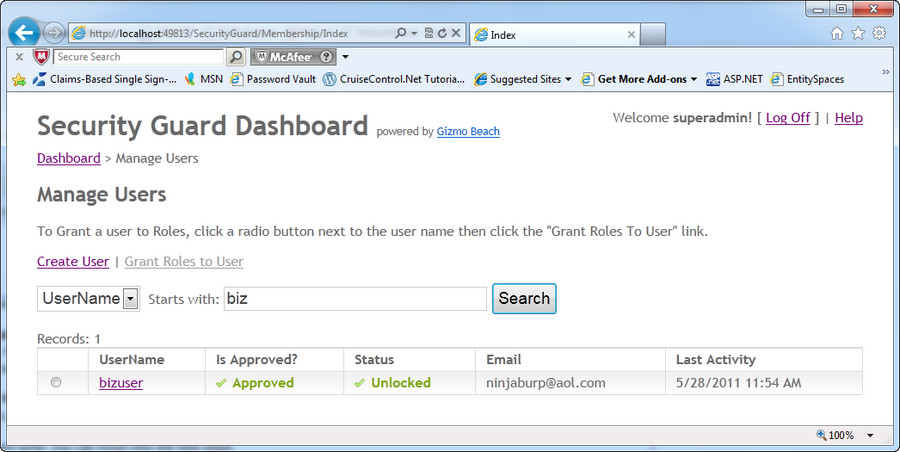 http://localhost:49813/SecurityGuard/Membership/Index
Index
Secure Search McAfee ?
Claims-Based Single Sign-... MSN Password Vault CruiseControl.Net Tutoria... Suggested Sites Get More Add-ons ASP.NET EntitySpaces »
Security Guard Dashboard powered by Gizmo Beach
Welcome superadmin! [ Log Off ] | Help
Dashboard > Manage Users
Manage Users
To Grant a user to Roles, click a radio button next to the user name then click the "Grant Roles To User" link.
Create User | Grant Roles to User
UserName Starts with: biz Search
Records: 1
UserName Is Approved? Status Email Last Activity
bizuser Approved Unlocked ninjaburp@aol.com 5/28/2011 11:54 AM
100%